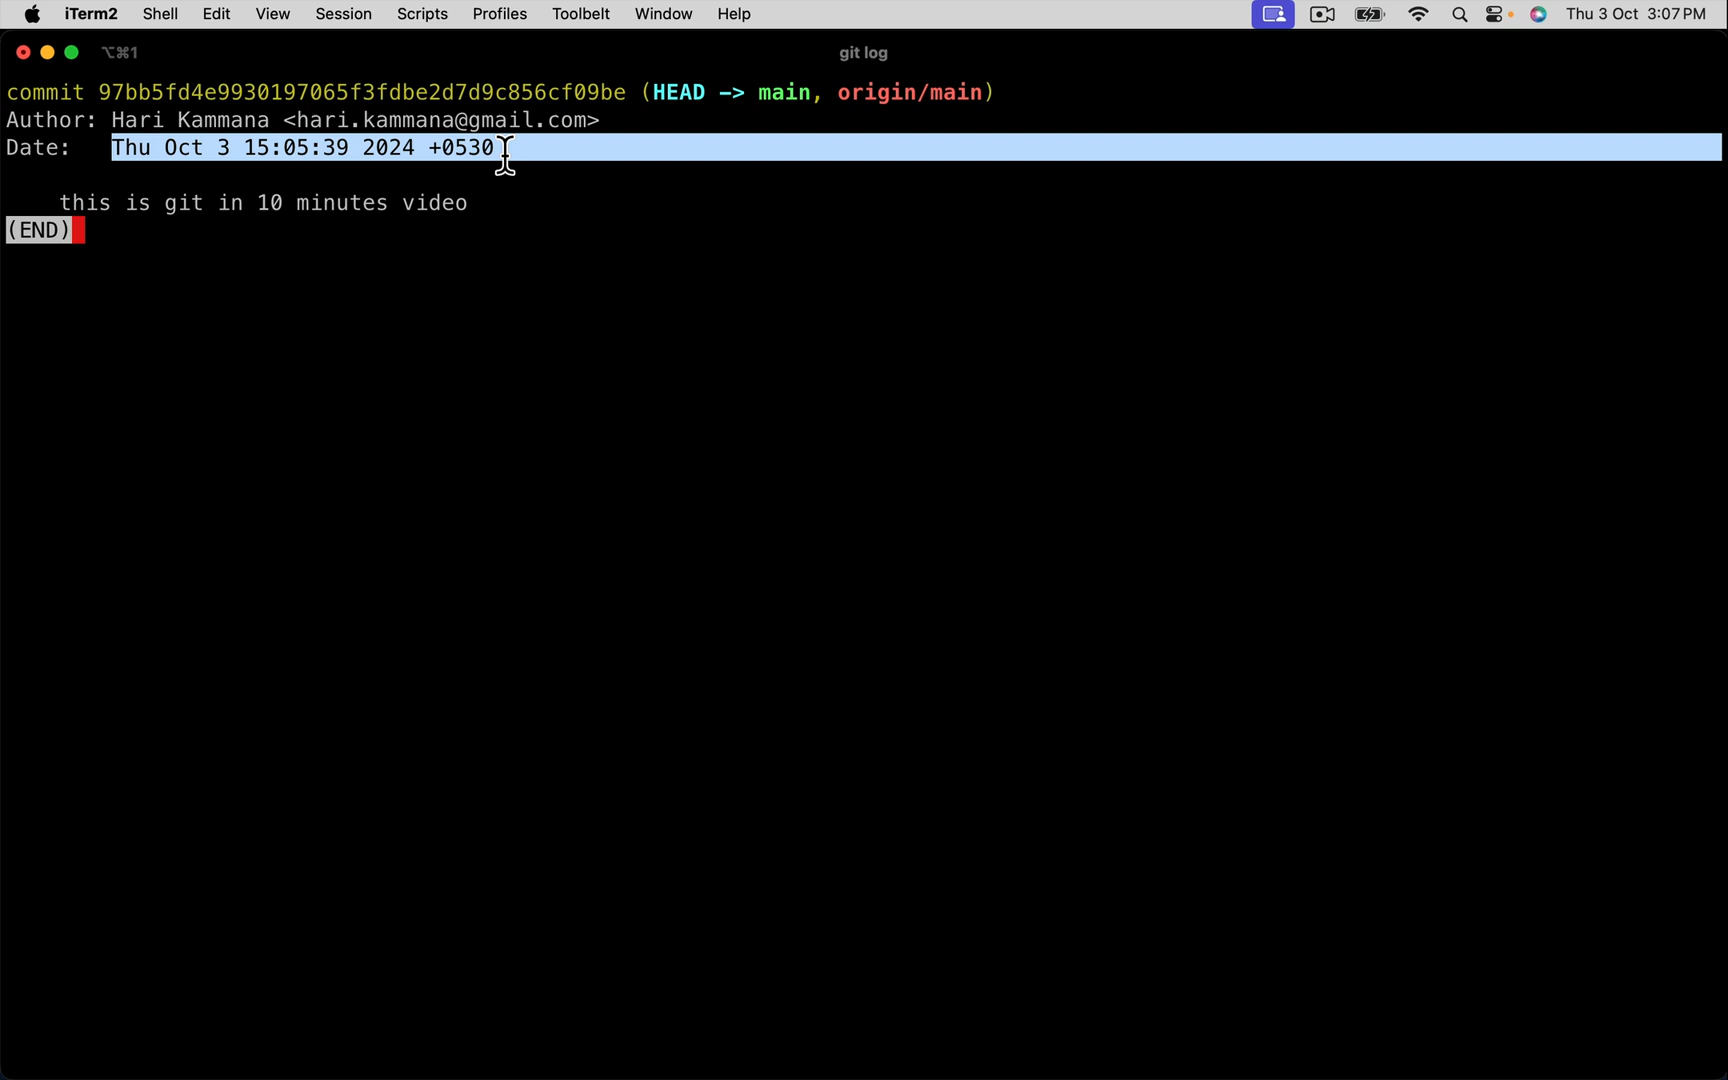 iTerm2 Shell Edit View Session Scripts Profiles Toolbelt Window Help Thu 3 Oct 3:07 PM
⌥⌘1 git log
commit 97bb5fd4e9930197065f3fdbe2d7d9c856cf09be (HEAD -> main, origin/main)
Author: Hari Kammana <hari.kammana@gmail.com>
Date:   Thu Oct 3 15:05:39 2024 +0530
this is git in 10 minutes video
(END)